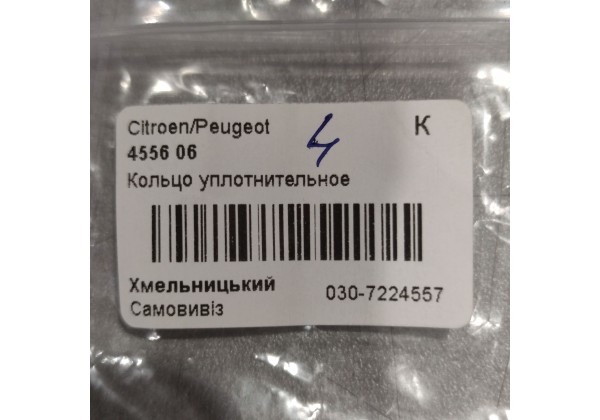 Citroen/Peugeot 4 К
4556 06
Кольцо уплотнительное
Хмельницький 030-7224557
Самовивіз